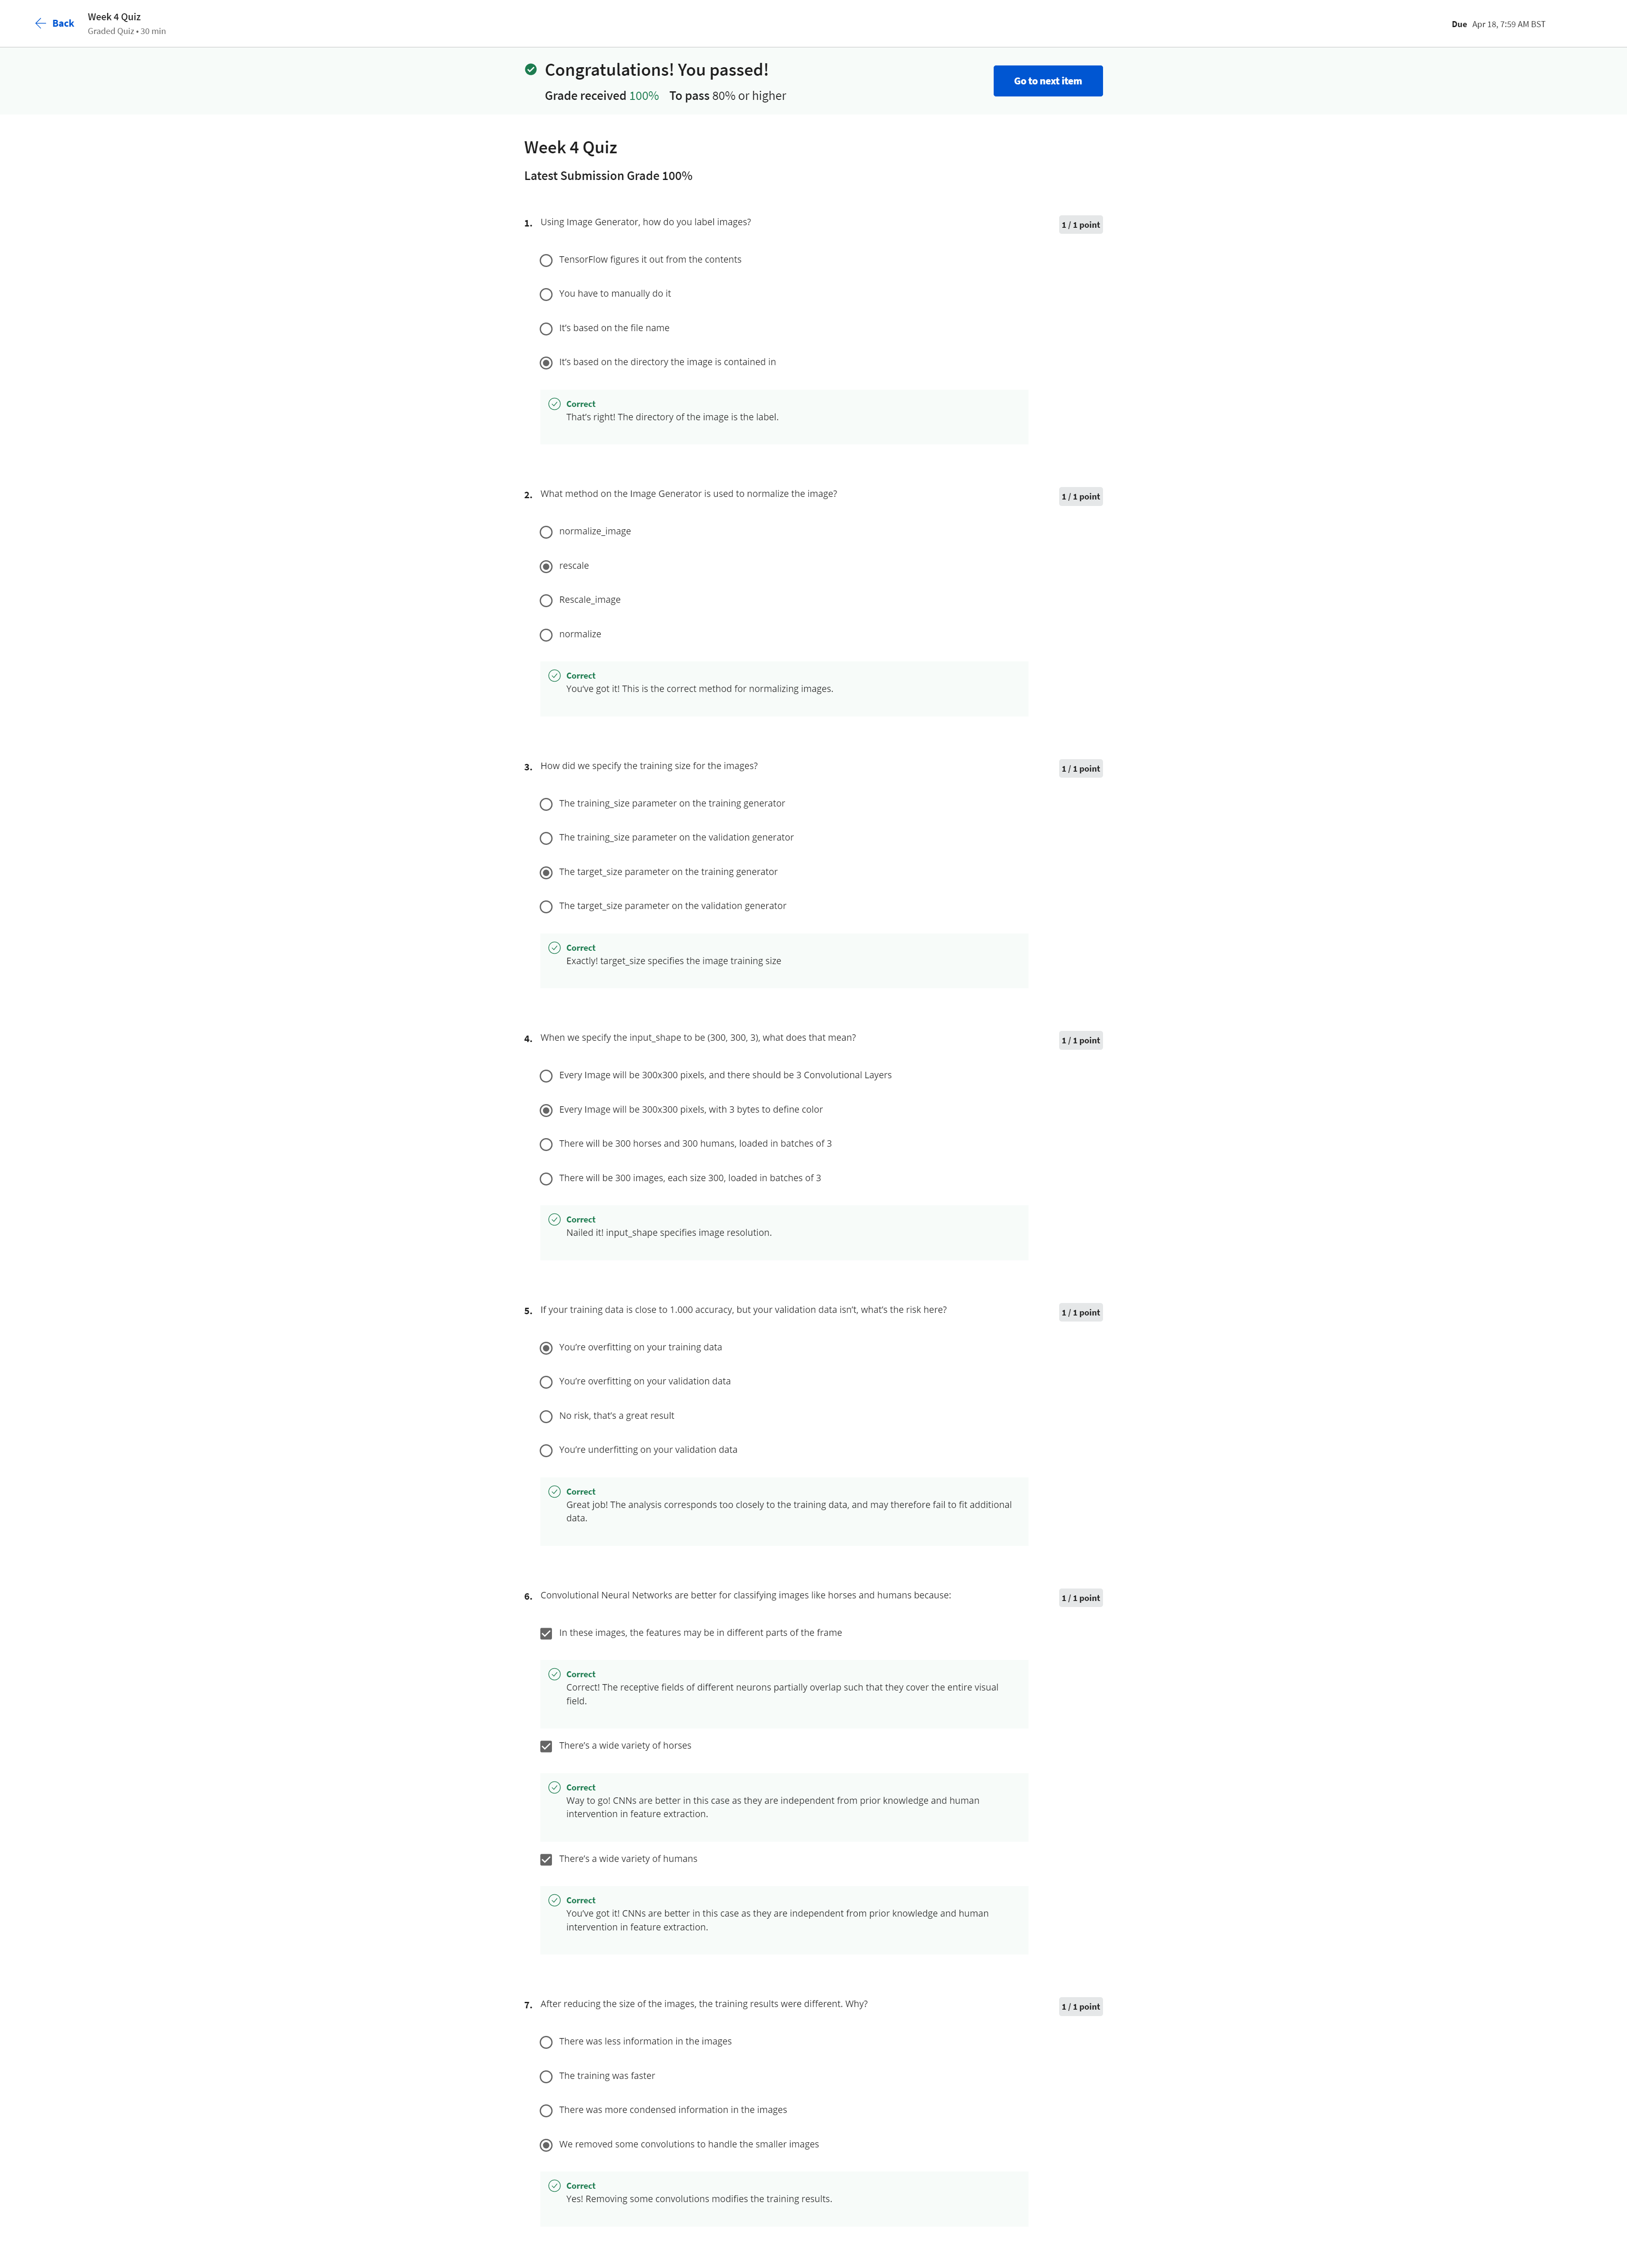 Back
Week 4 Quiz
Graded Quiz • 30 min
Due Apr 18, 7:59 AM BST
Congratulations! You passed!
Grade received 100% To pass 80% or higher
Go to next item
Week 4 Quiz
Latest Submission Grade 100%
1. Using Image Generator, how do you label images?
1 / 1 point
TensorFlow figures it out from the contents
You have to manually do it
It's based on the file name
It's based on the directory the image is contained in
Correct
That's right! The directory of the image is the label.
2. What method on the Image Generator is used to normalize the image?
1 / 1 point
normalize_image
rescale
Rescale_image
normalize
Correct
You've got it! This is the correct method for normalizing images.
3. How did we specify the training size for the images?
1 / 1 point
The training_size parameter on the training generator
The training_size parameter on the validation generator
The target_size parameter on the training generator
The target_size parameter on the validation generator
Correct
Exactly! target_size specifies the image training size
4. When we specify the input_shape to be (300, 300, 3), what does that mean?
1 / 1 point
Every Image will be 300x300 pixels, and there should be 3 Convolutional Layers
Every Image will be 300x300 pixels, with 3 bytes to define color
There will be 300 horses and 300 humans, loaded in batches of 3
There will be 300 images, each size 300, loaded in batches of 3
Correct
Nailed it! input_shape specifies image resolution.
5. If your training data is close to 1.000 accuracy, but your validation data isn't, what's the risk here?
1 / 1 point
You're overfitting on your training data
You're overfitting on your validation data
No risk, that's a great result
You're underfitting on your validation data
Correct
Great job! The analysis corresponds too closely to the training data, and may therefore fail to fit additional
data.
6. Convolutional Neural Networks are better for classifying images like horses and humans because:
1 / 1 point
In these images, the features may be in different parts of the frame
Correct
Correct! The receptive fields of different neurons partially overlap such that they cover the entire visual
field.
There's a wide variety of horses
Correct
Way to go! CNNs are better in this case as they are independent from prior knowledge and human
intervention in feature extraction.
There's a wide variety of humans
Correct
You've got it! CNNs are better in this case as they are independent from prior knowledge and human
intervention in feature extraction.
7. After reducing the size of the images, the training results were different. Why?
1 / 1 point
There was less information in the images
The training was faster
There was more condensed information in the images
We removed some convolutions to handle the smaller images
Correct
Yes! Removing some convolutions modifies the training results.